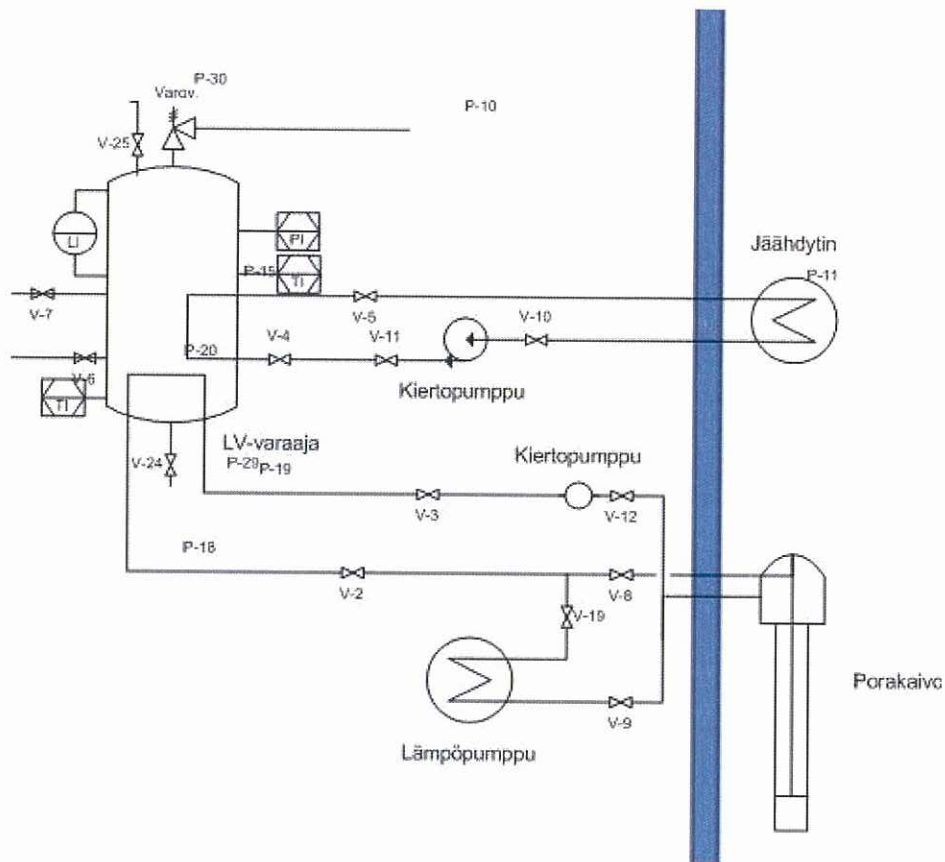 P-30
Varov.
P-10
V-25
LI
PI
Jäähdytin
P-15
TI
P-11
V-7
V-5
V-4
V-11
V-10
P-20
V-6
TI
Kiertopumppu
LV-varaaja
P-29
P-19
Kiertopumppu
V-24
V-3
V-12
P-18
V-2
V-8
V-19
Porakaivo
V-9
Lämpöpumppu